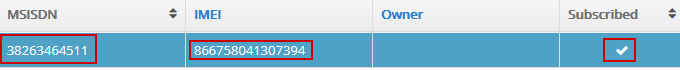 MSISDN IMEI Owner Subscribed
38263464511 866758041307394 ✔